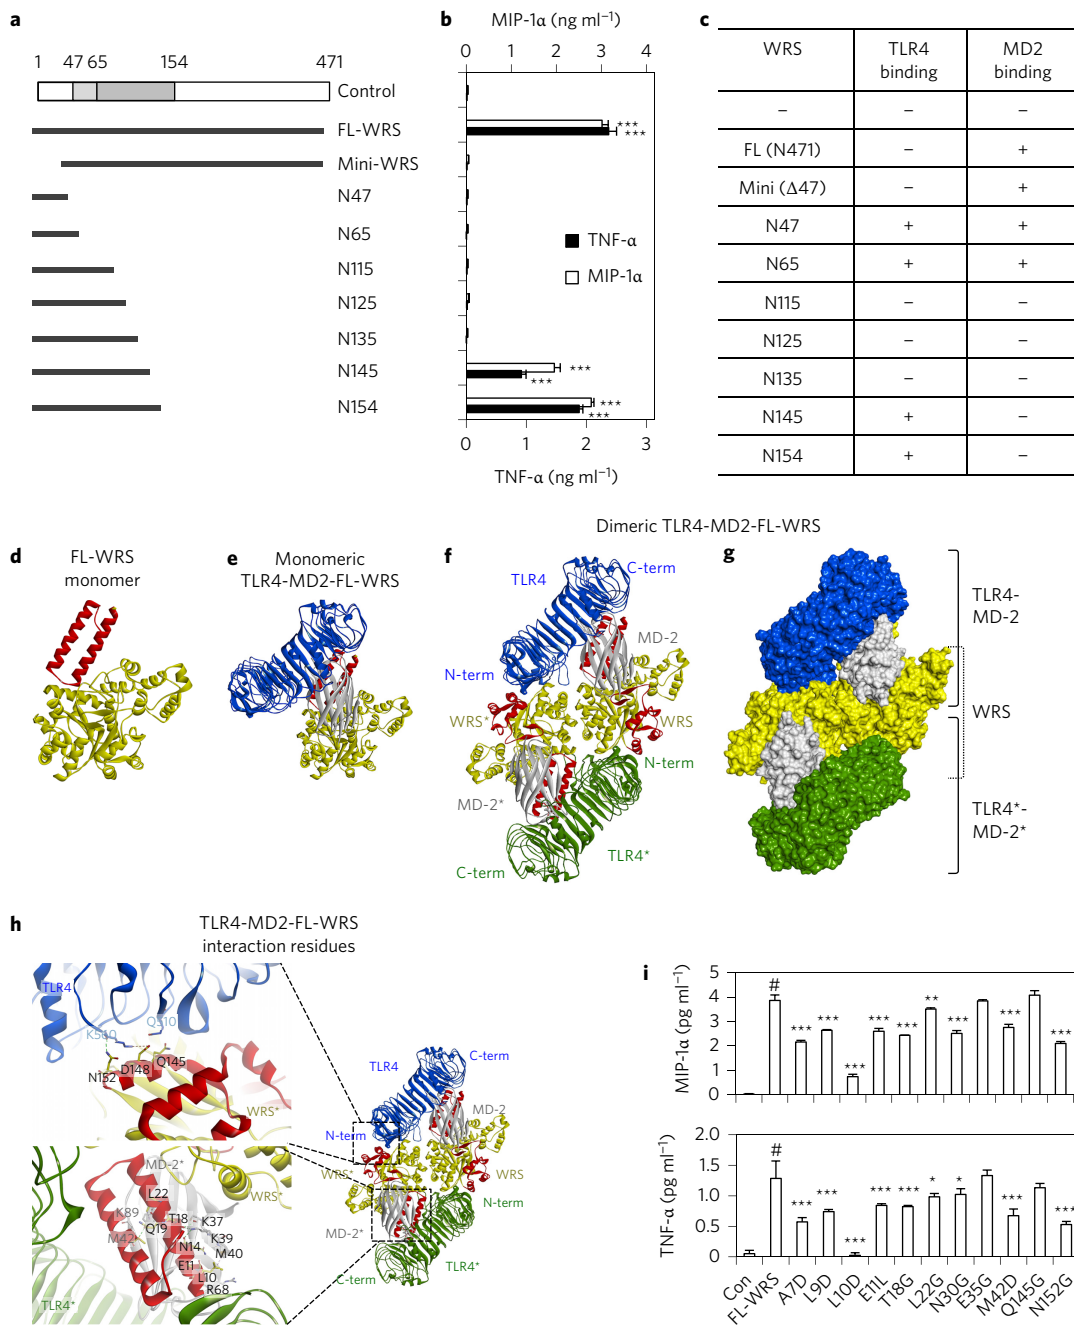 a
1 47 65 154 471
Control
FL-WRS
Mini-WRS
N47
N65
N115
N125
N135
N145
N154
b
MIP-1α (ng ml⁻¹)
0 1 2 3 4
***
***
TNF-α
MIP-1α
***
***
***
***
0 1 2 3
TNF-α (ng ml⁻¹)
c
WRS TLR4 binding MD2 binding
– – –
FL (N471) – +
Mini (Δ47) – +
N47 + +
N65 + +
N115 – –
N125 – –
N135 – –
N145 + –
N154 + –
d
FL-WRS
monomer
e
Monomeric
TLR4-MD2-FL-WRS
Dimeric TLR4-MD2-FL-WRS
f
TLR4
C-term
MD-2
N-term
WRS*
WRS
N-term
MD-2*
TLR4*
C-term
g
TLR4-
MD-2
WRS
TLR4*-
MD-2*
h
TLR4-MD2-FL-WRS
interaction residues
TLR4
K560
Q510
Q145
D148
N152
WRS*
MD-2*
WRS*
L22
K89
T18
K37
Q19
M42
K39
N14
M40
E11
L10
R68
TLR4*
TLR4
C-term
MD-2
N-term
WRS*
WRS
N-term
MD-2*
TLR4*
C-term
i
MIP-1α (pg ml⁻¹)
5
4
3
2
1
0
# *** *** *** *** *** ** *** *** ***
TNF-α (pg ml⁻¹)
2.0
1.5
1.0
0.5
0
# *** *** *** *** *** * * *** ***
Con FL-WRS A7D L9D L10D E11L T18G L22G N30G E35G M42D Q145G N152G